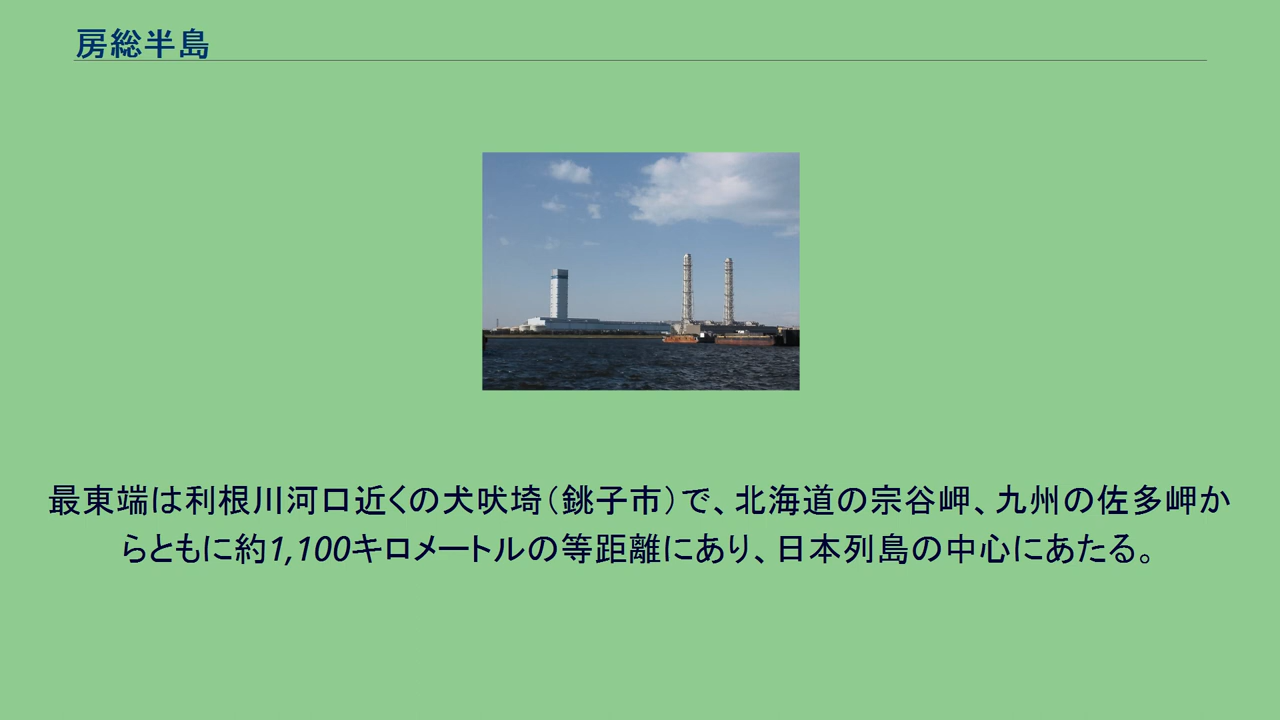 房総半島
最東端は利根川河口近くの犬吠埼（銚子市）で、北海道の宗谷岬、九州の佐多岬か
らともに約1,100キロメートルの等距離にあり、日本列島の中心にあたる。